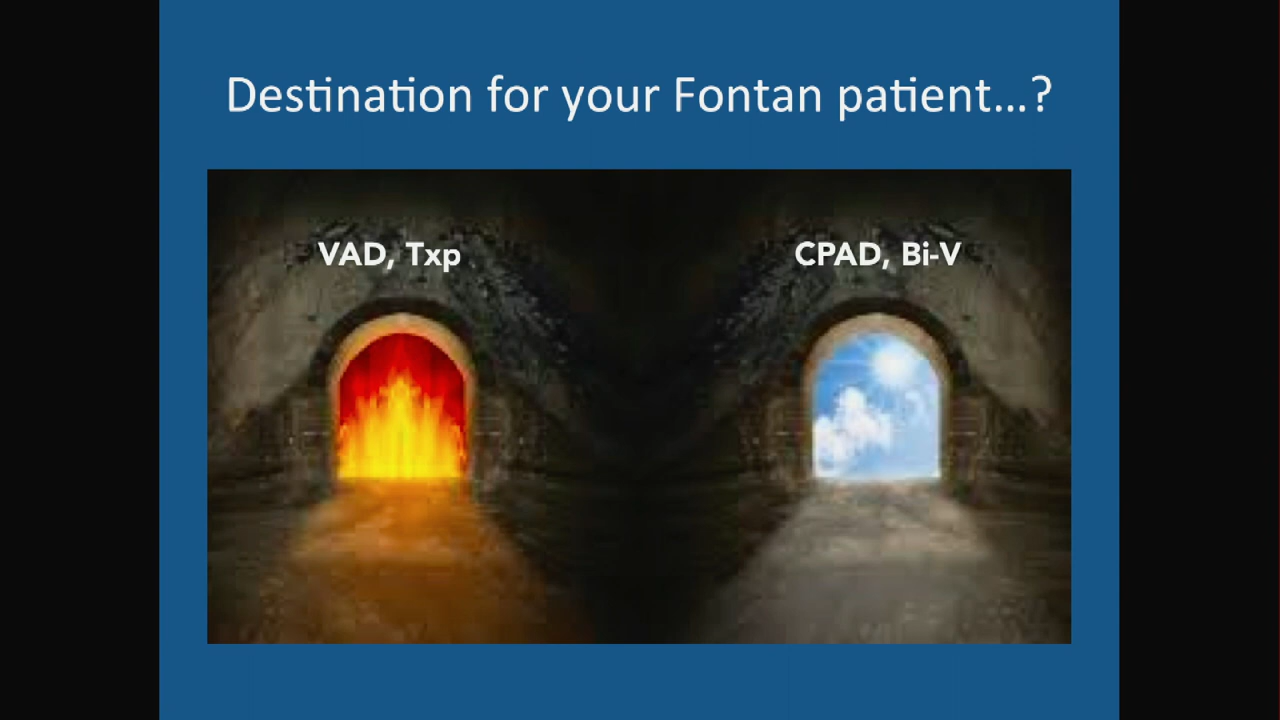 Destination for your Fontan patient...?
VAD, Txp
CPAD, Bi-V